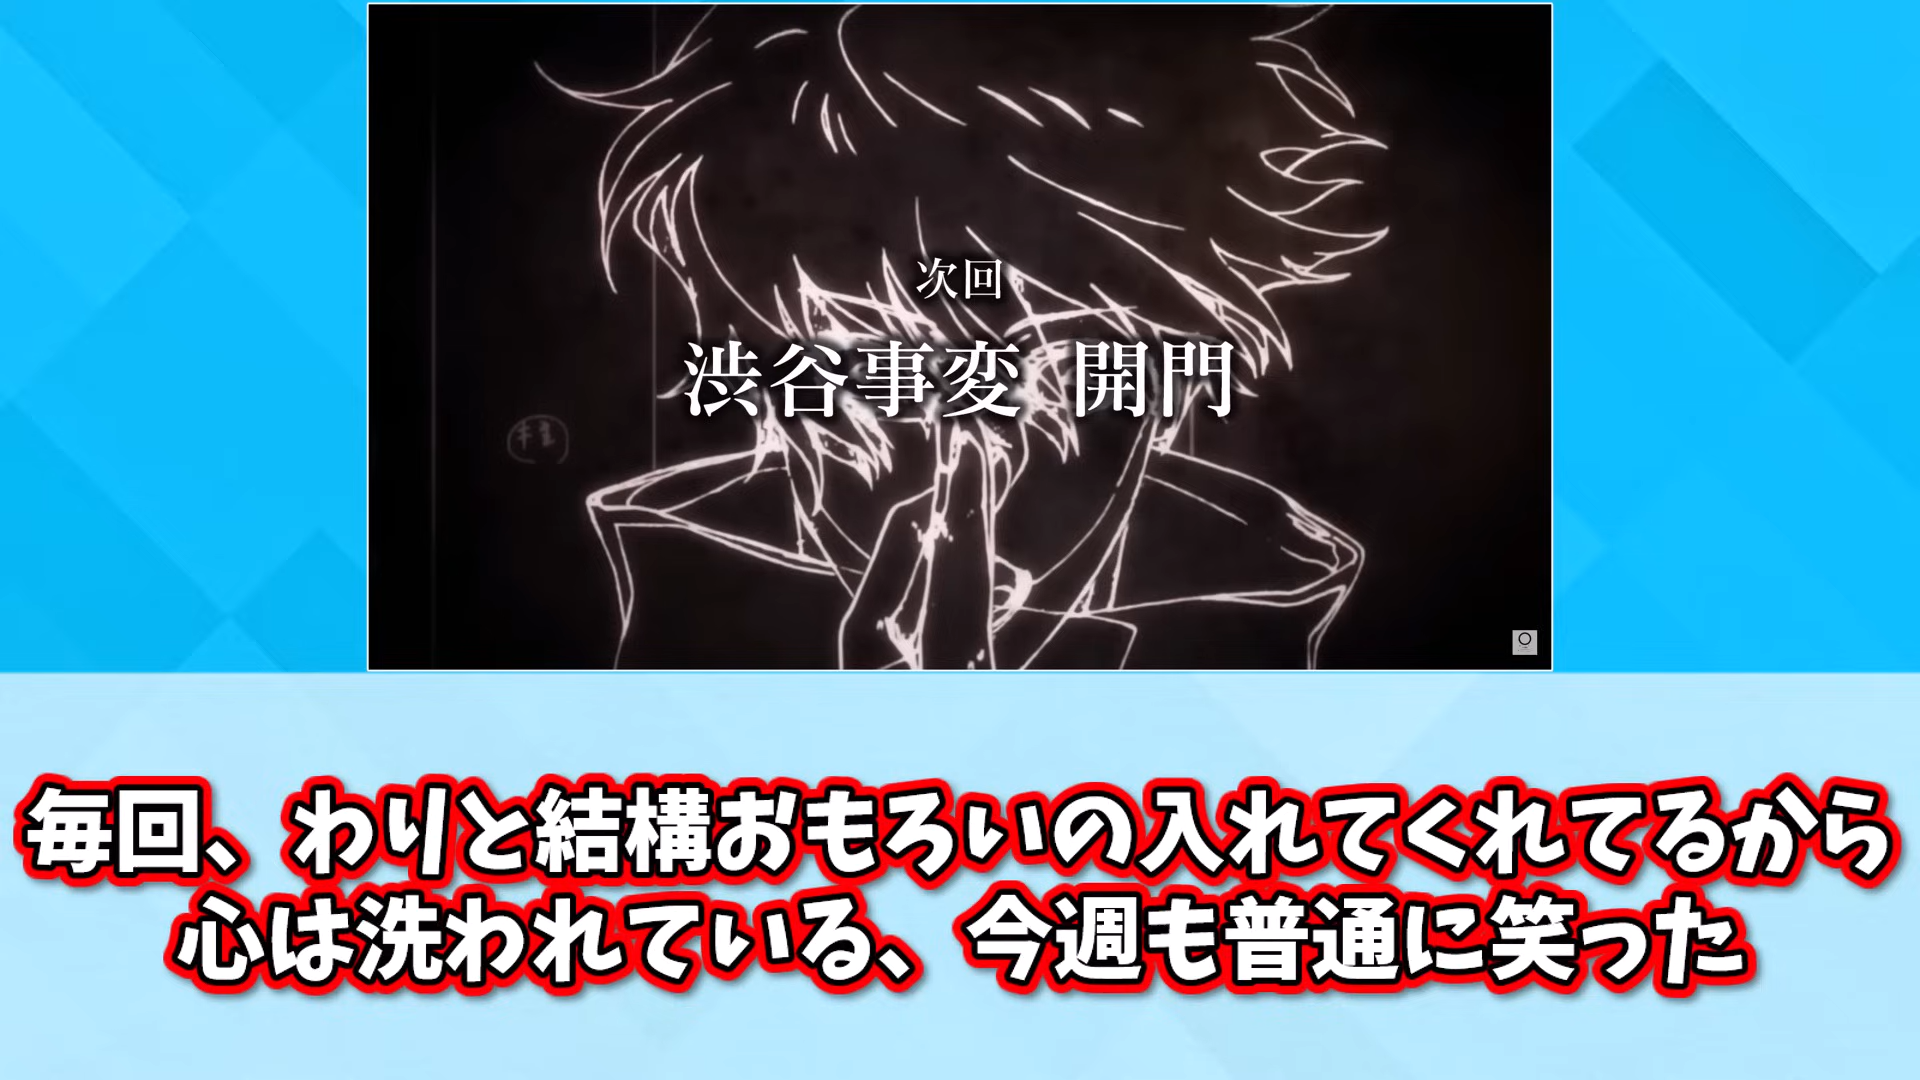 次回
渋谷事変 開門
毎回、わりと結構おもろいの入れてくれてるから
心は洗われている、今週も普通に笑った